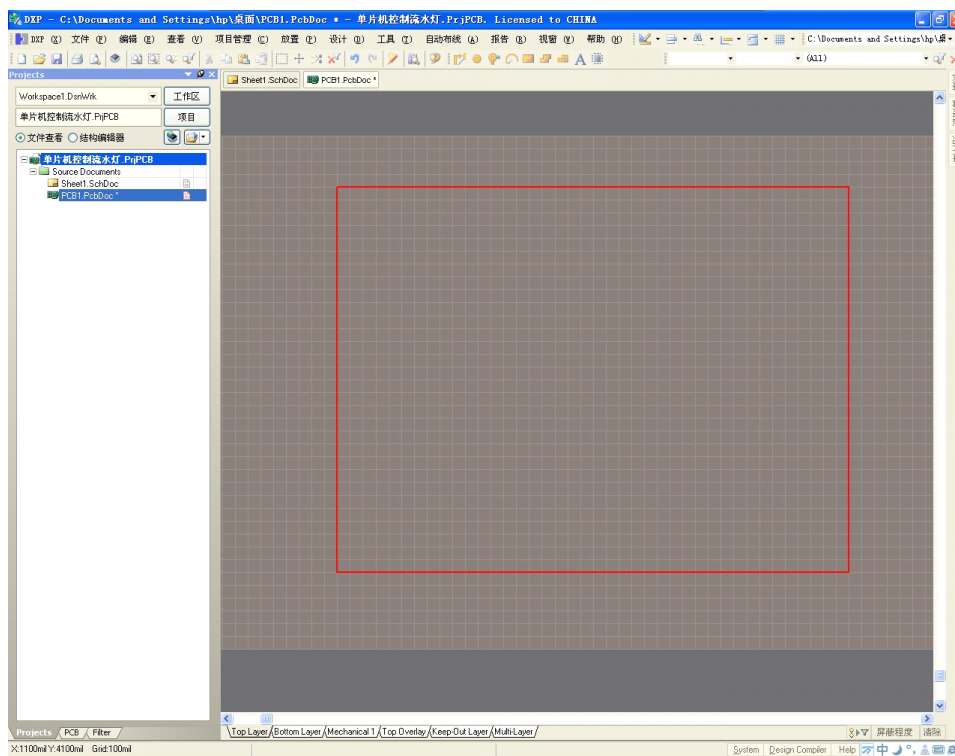 DXP - C:\Documents and Settings\hp\桌面\PCB1.PcbDoc * - 单片机控制流水灯.PrjPCB. Licensed to CHINA
DXP (X) 文件 (F) 编辑 (E) 查看 (V) 项目管理 (C) 放置 (P) 设计 (D) 工具 (T) 自动布线 (A) 报告 (R) 视窗 (W) 帮助 (H) C:\Documents and Settings\hp\桌
(All)
Projects
Sheet1.SchDoc PCB1.PcbDoc *
Workspace1.DsnWrk 工作区
单片机控制流水灯.PrjPCB 项目
文件查看 结构编辑器
单片机控制流水灯.PrjPCB
Source Documents
Sheet1.SchDoc
PCB1.PcbDoc *
Projects PCB Filter
Top Layer Bottom Layer Mechanical 1 Top Overlay Keep-Out Layer Multi-Layer
屏蔽程度 清除
X:1100mil Y:4100mil Grid:100mil
System Design Compiler Help 中